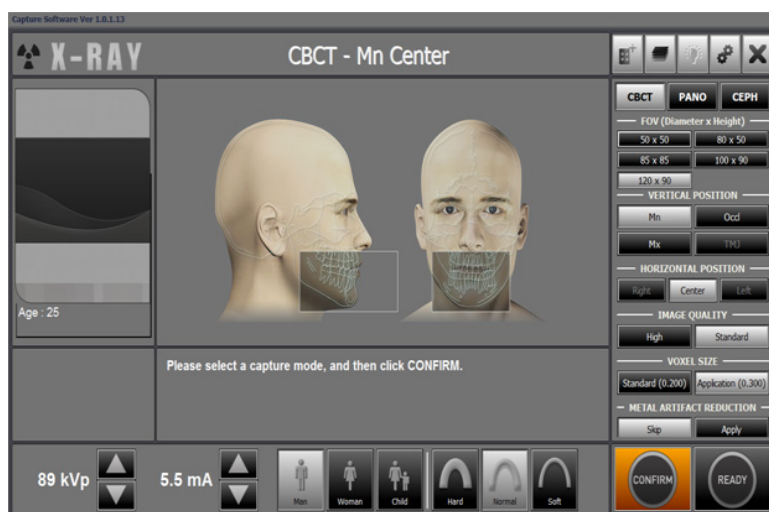 Capture Software Ver 1.0.1.13
X-RAY
CBCT - Mn Center
CBCT PANO CEPH
FOV (Diameter x Height)
50 x 50 80 x 50
85 x 85 100 x 90
120 x 90
VERTICAL POSITION
Mn Occl
Mx TMJ
HORIZONTAL POSITION
Right Center Left
IMAGE QUALITY
High Standard
VOXEL SIZE
Standard (0.200) Application (0.300)
METAL ARTIFACT REDUCTION
Skip Apply
Age : 25
Please select a capture mode, and then click CONFIRM.
89 kVp
5.5 mA
Man Woman Child Hard Normal Soft
CONFIRM READY